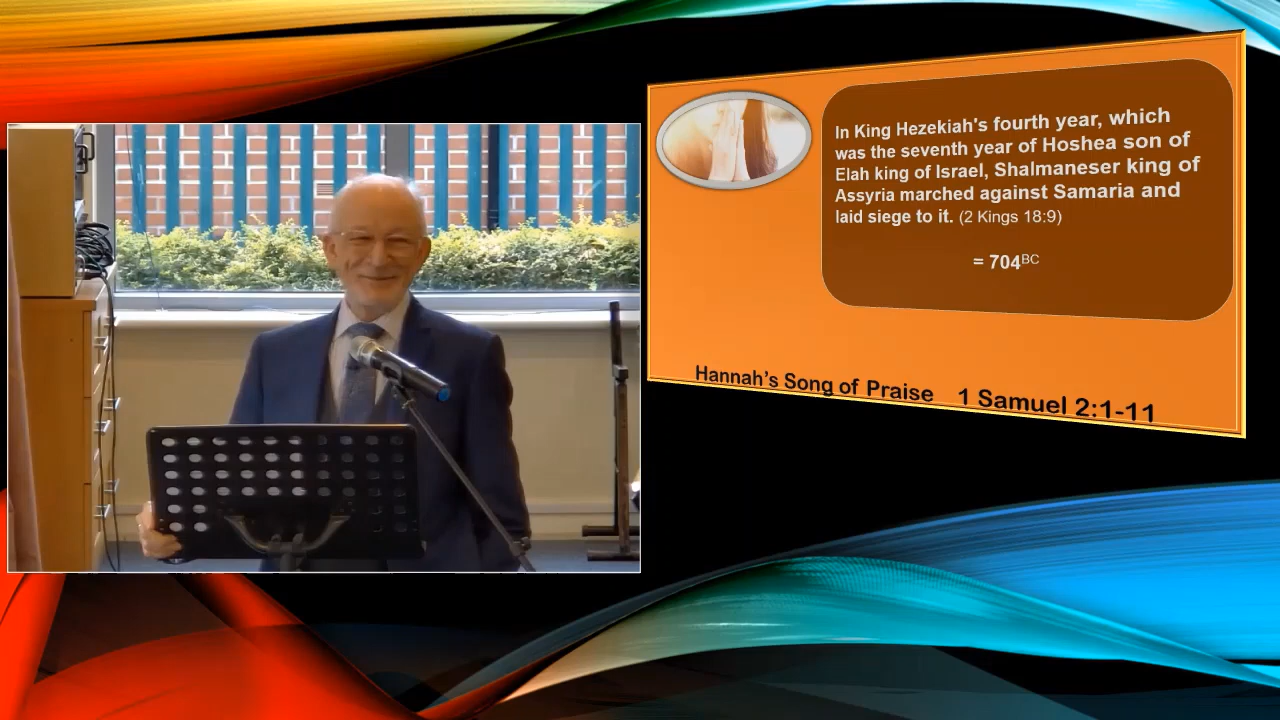 In King Hezekiah's fourth year, which
was the seventh year of Hoshea son of
Elah king of Israel, Shalmaneser king of
Assyria marched against Samaria and
laid siege to it. (2 Kings 18:9)
= 704BC
Hannah's Song of Praise 1 Samuel 2:1-11